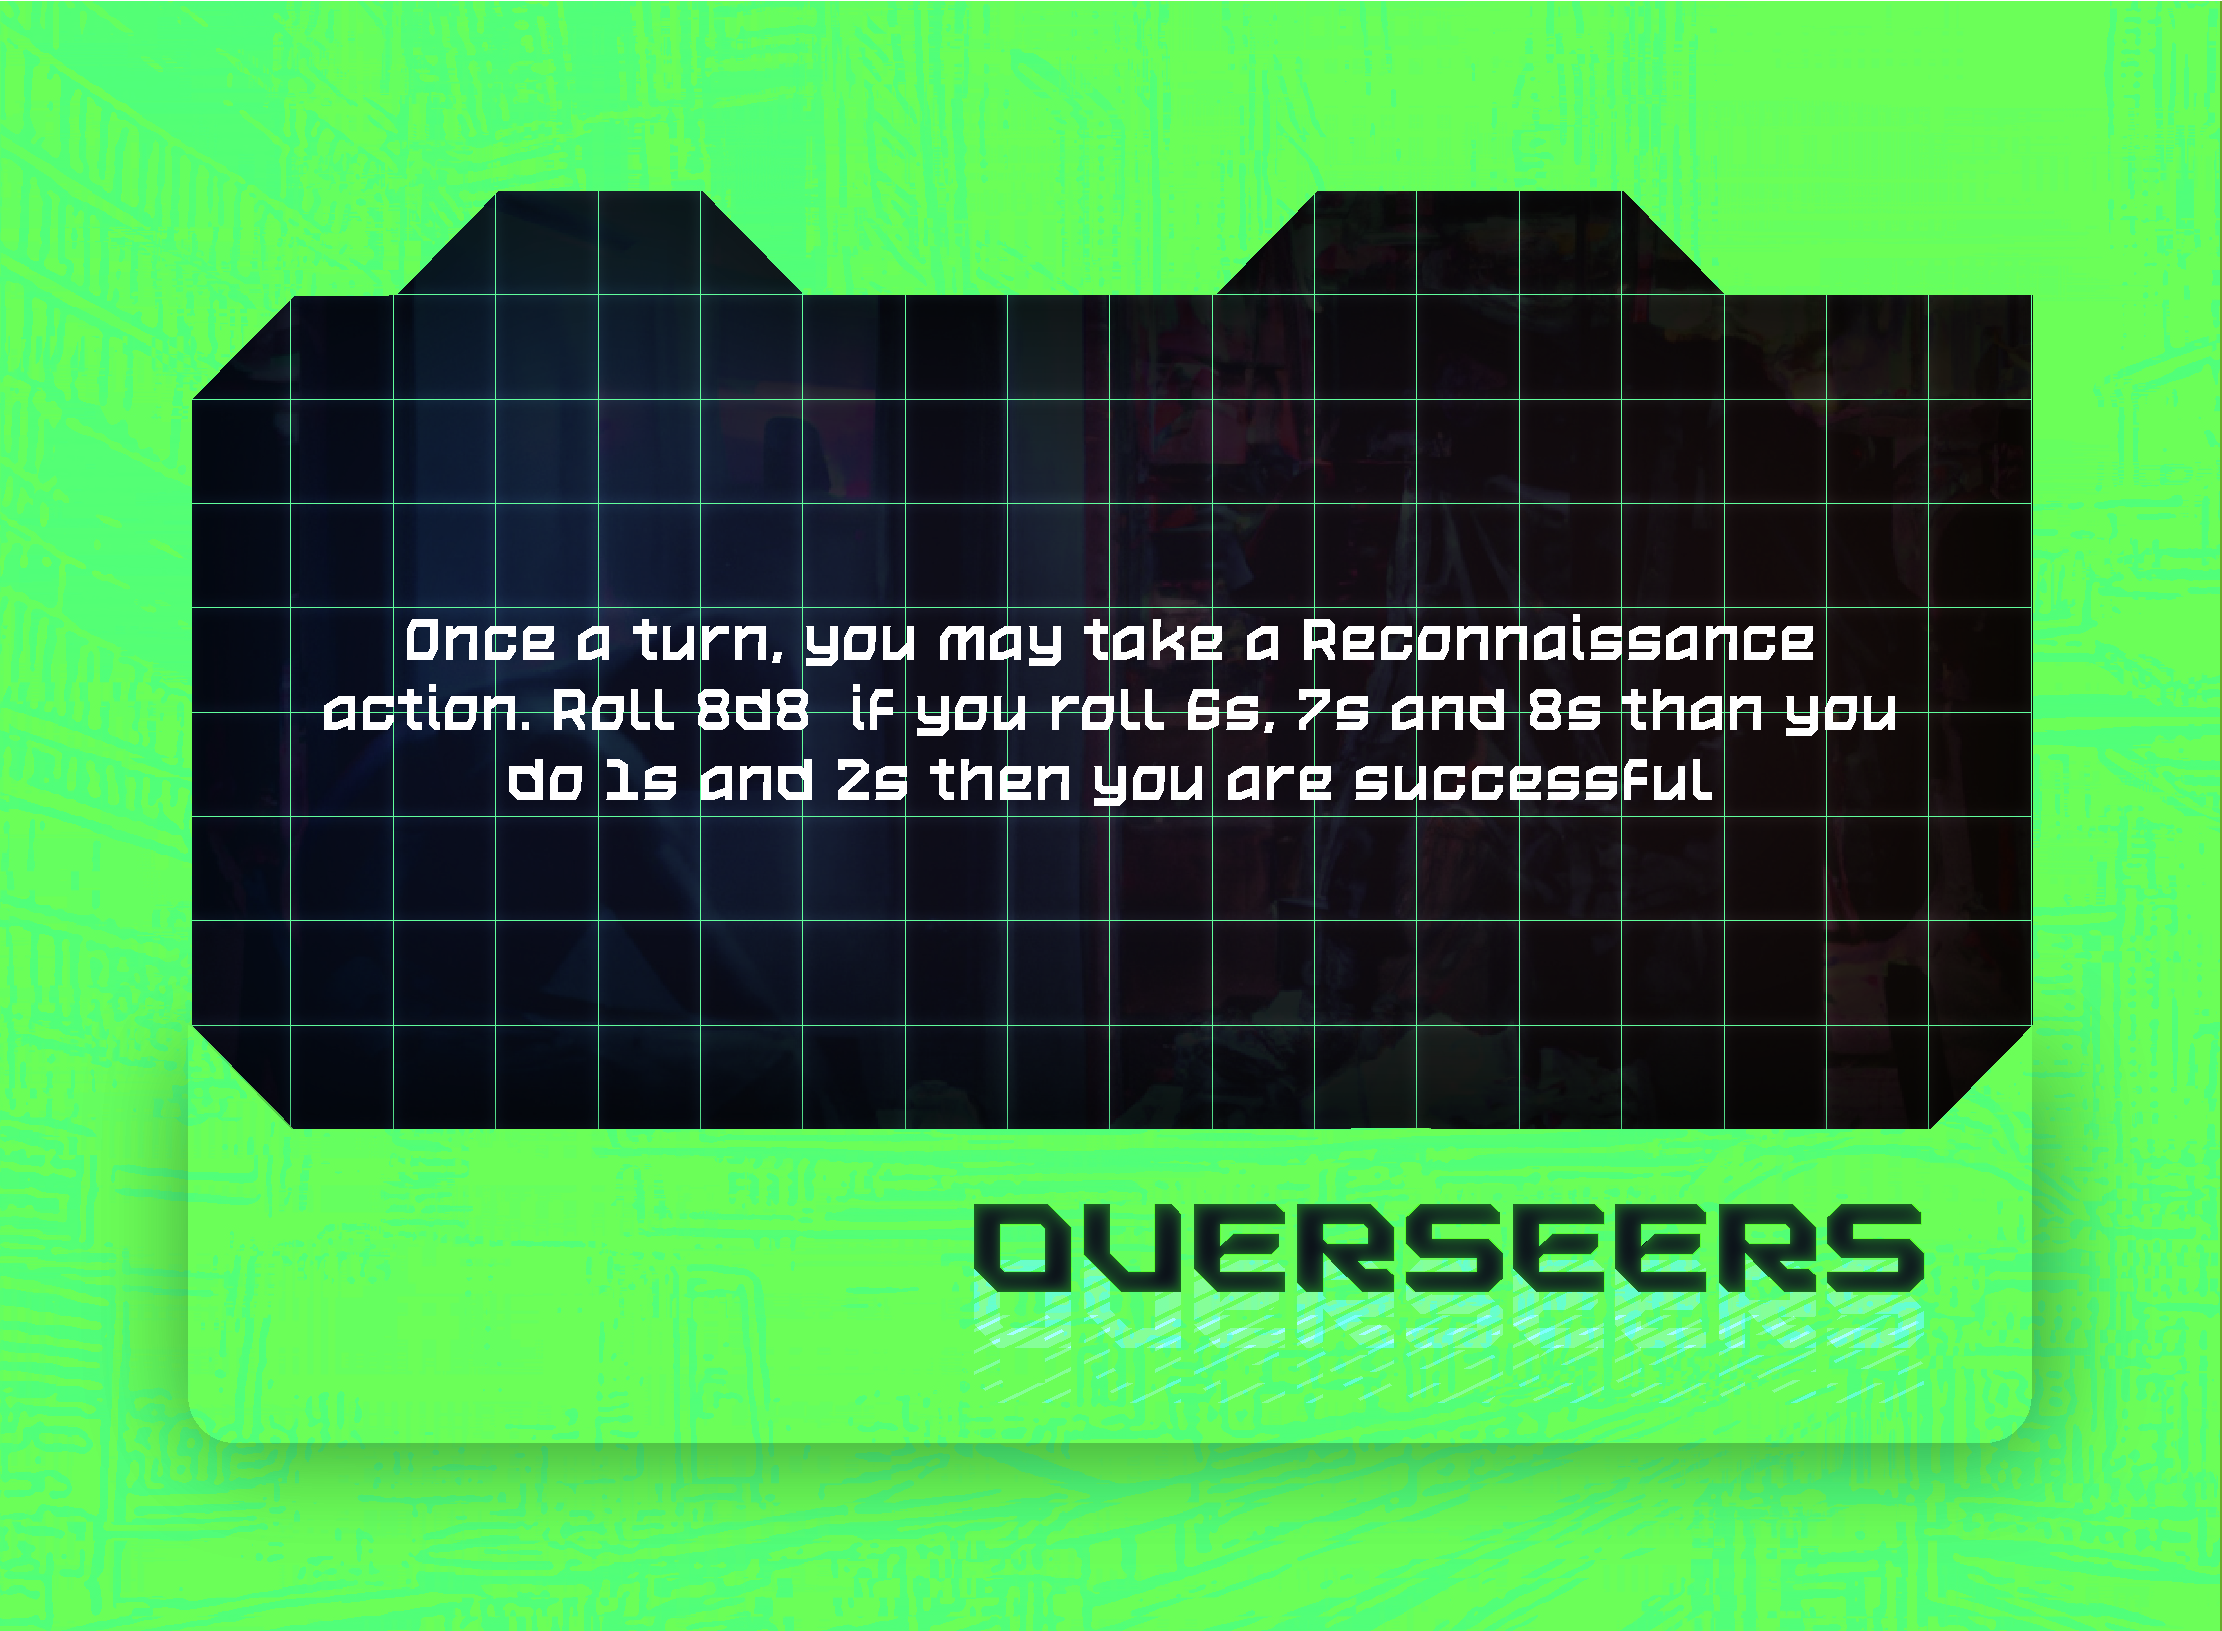 Once a turn, you may take a Reconnaissance
action. Roll 8d8  if you roll 6s, 7s and 8s than you
do 1s and 2s then you are successful
OVERSEERS